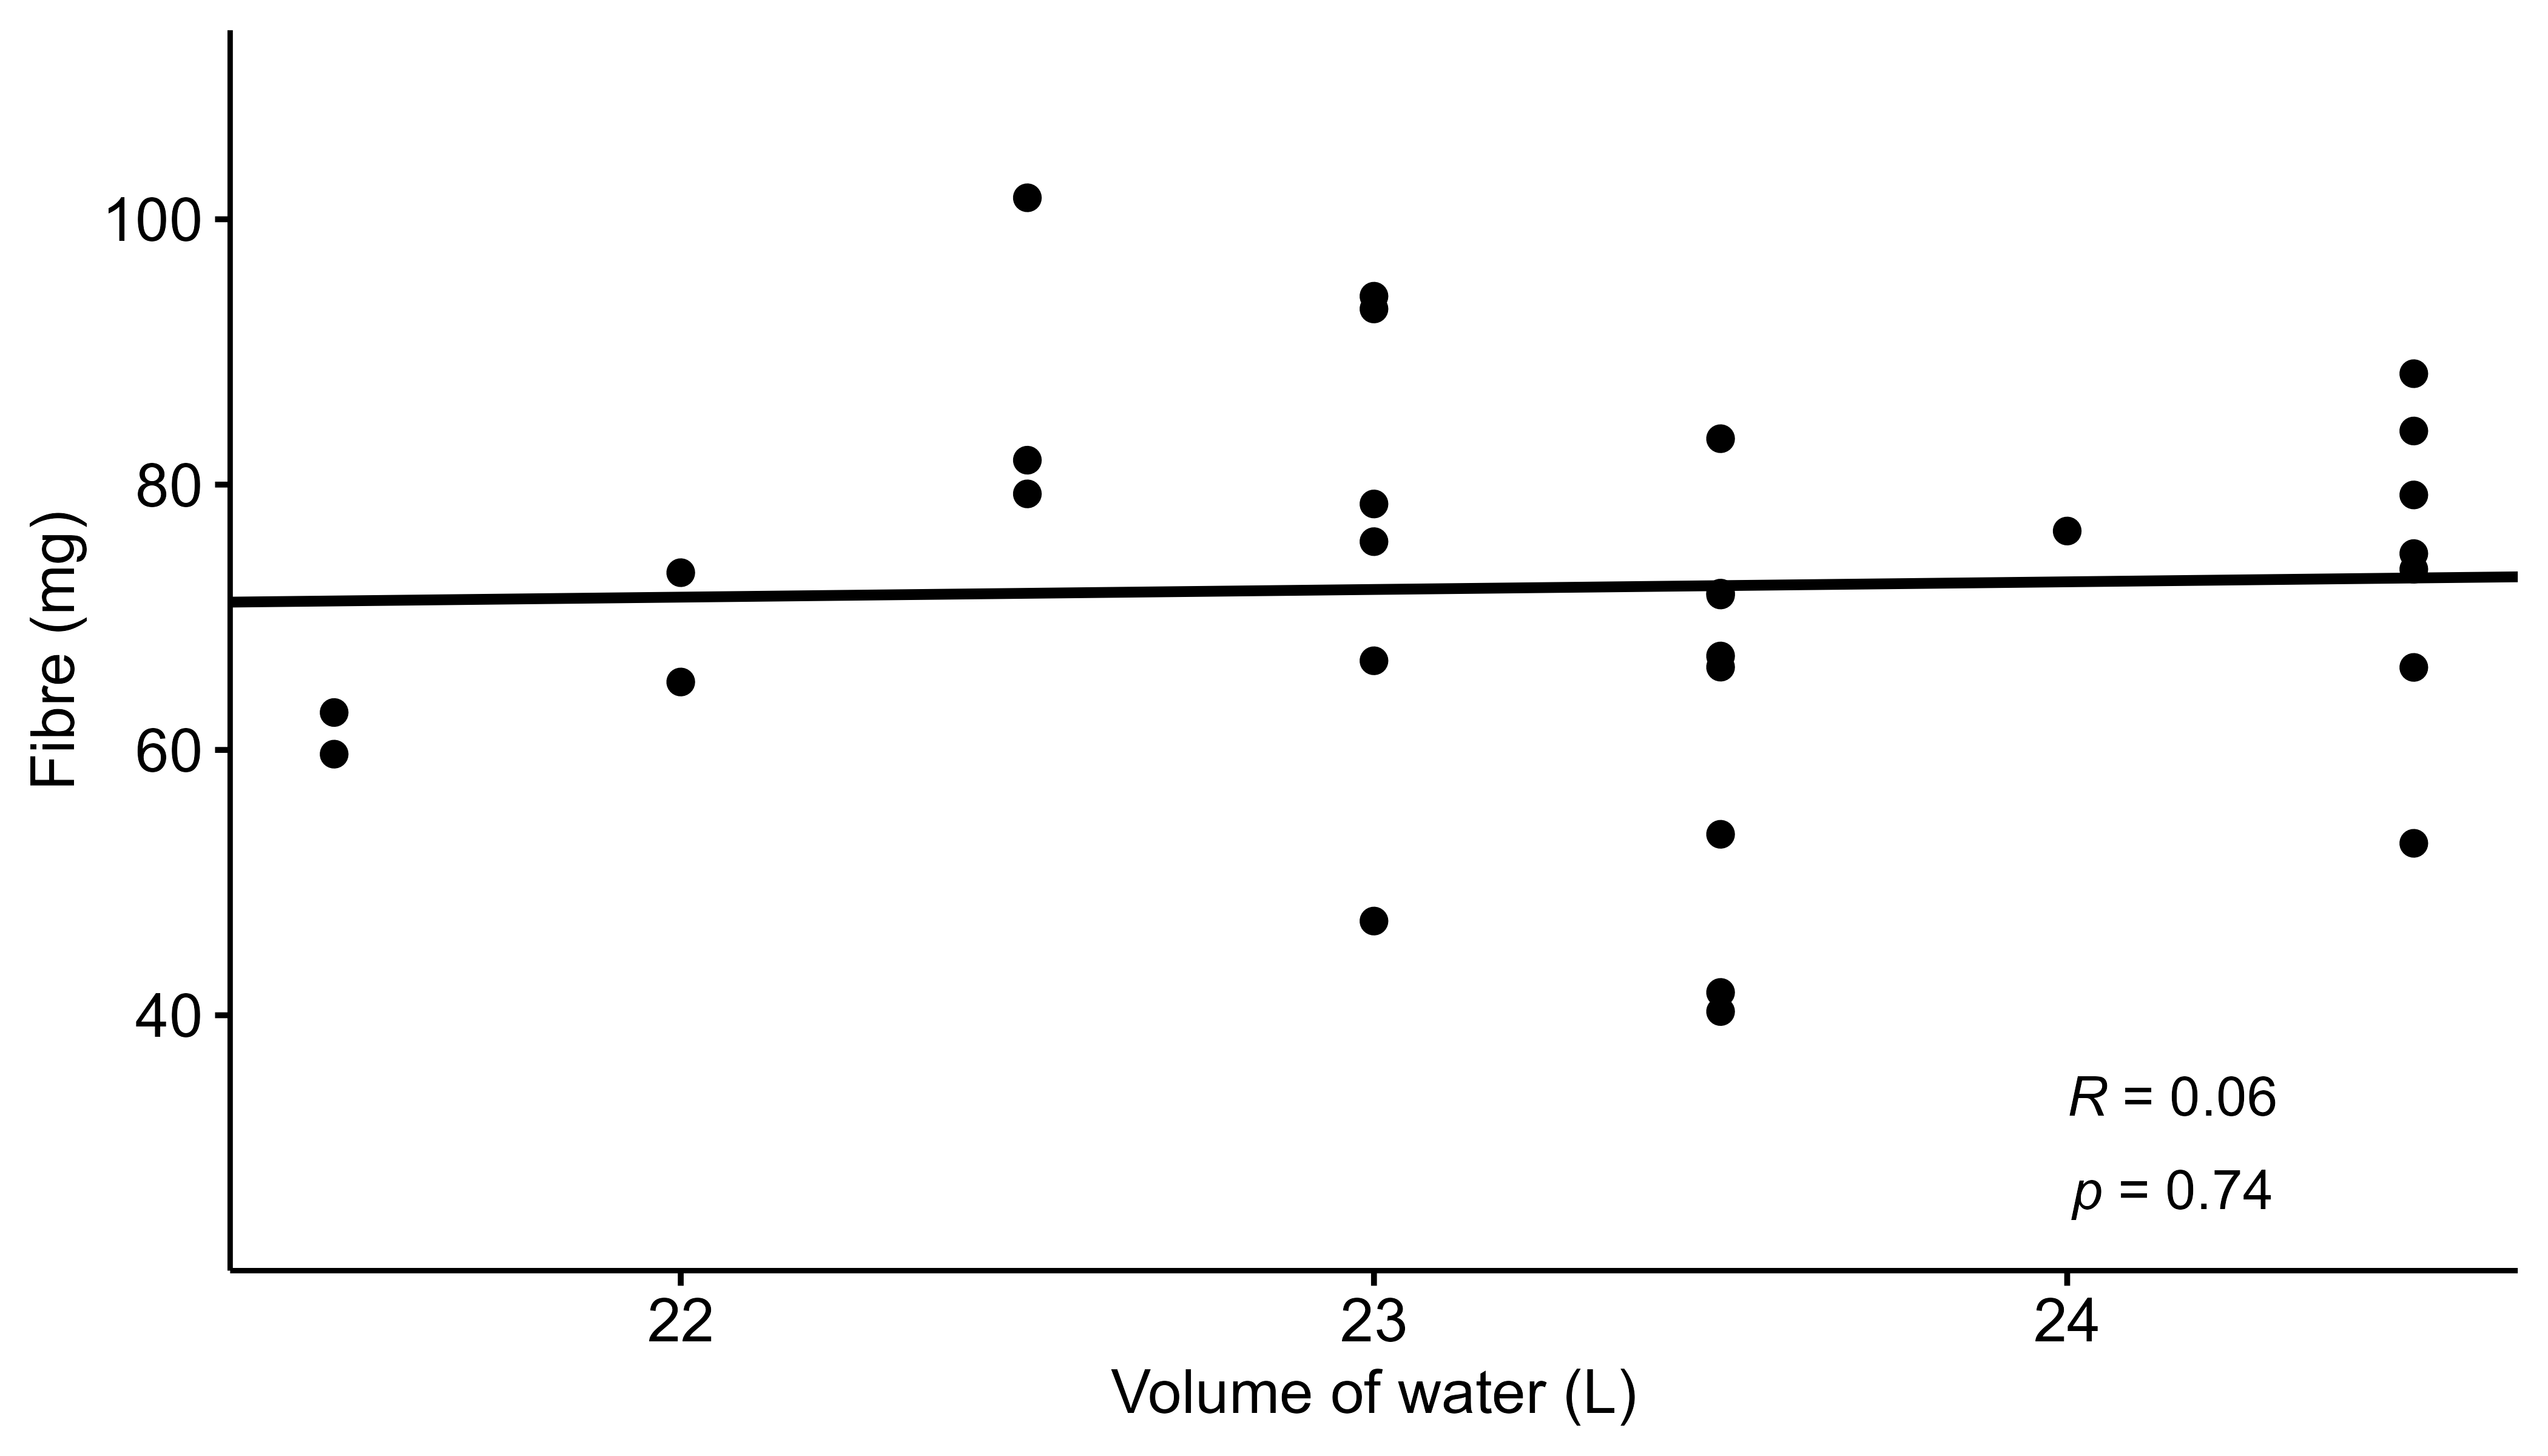 Fibre (mg)
100
80
60
40
R = 0.06
p = 0.74
22
23
24
Volume of water (L)